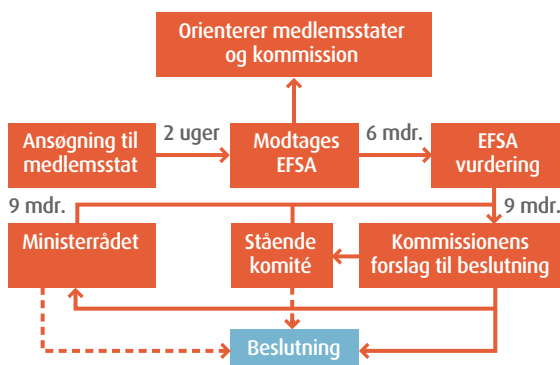 Orienterer medlemsstater
og kommission
Ansøgning til
medlemsstat
2 uger
Modtages
EFSA
6 mdr.
EFSA
vurdering
9 mdr.
9 mdr.
Ministerrådet
Stående
komité
Kommissionens
forslag til beslutning
Beslutning